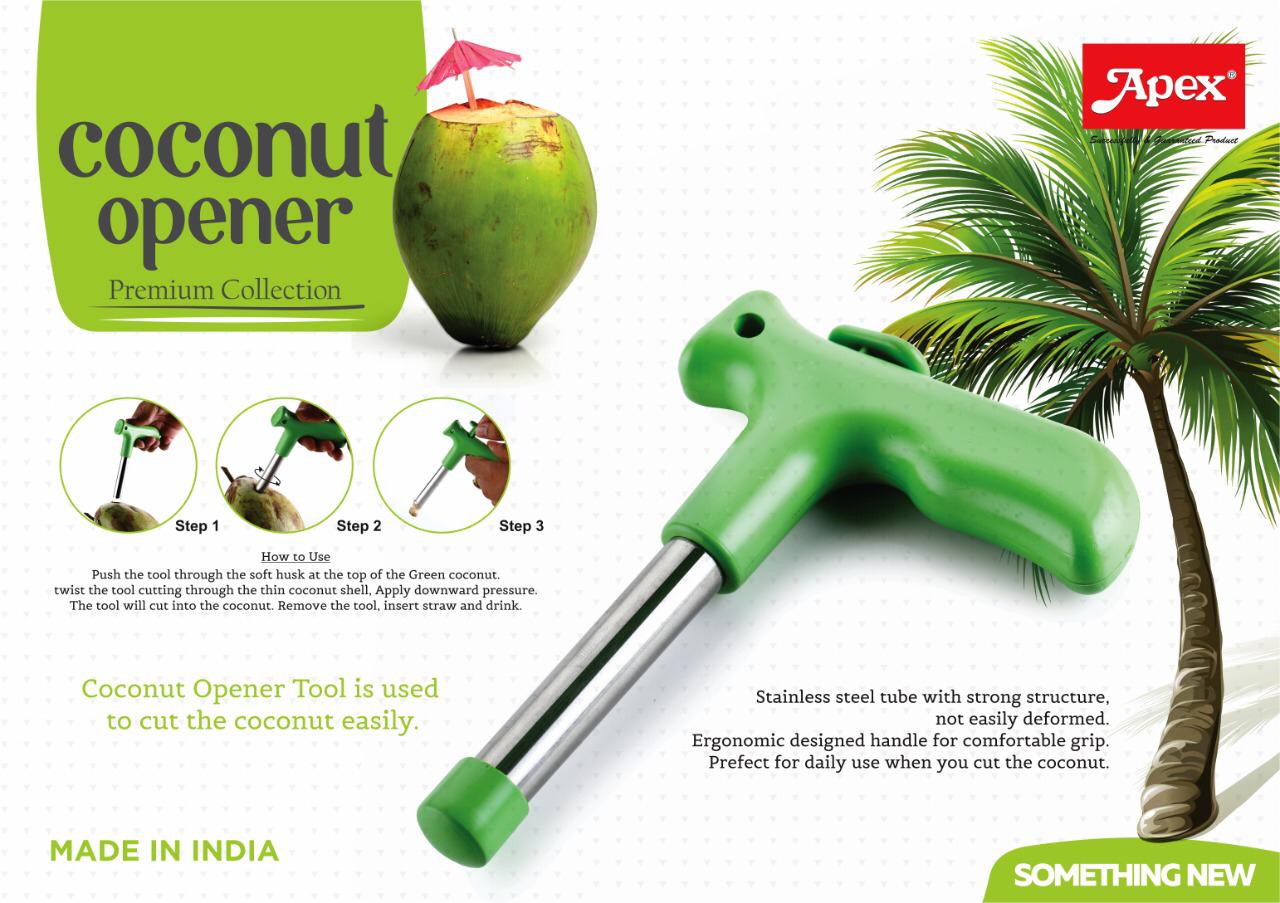 coconut
opener
Premium Collection
Apex®
Successfully & Guaranteed Product
Step 1
Step 2
Step 3
How to Use
Push the tool through the soft husk at the top of the Green coconut.
twist the tool cutting through the thin coconut shell, Apply downward pressure.
The tool will cut into the coconut. Remove the tool, insert straw and drink.
Coconut Opener Tool is used
to cut the coconut easily.
Stainless steel tube with strong structure,
not easily deformed.
Ergonomic designed handle for comfortable grip.
Prefect for daily use when you cut the coconut.
MADE IN INDIA
SOMETHING NEW